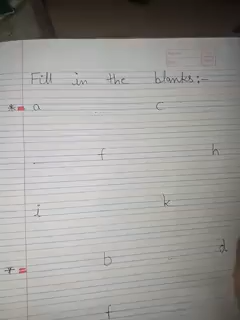 Fill in the blanks:-
* a c
_ f h
i k
* b d
f